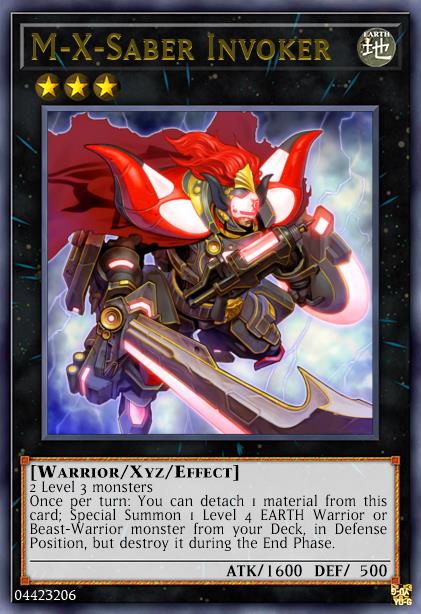 M-X-Saber Invoker
EARTH
地
[Warrior/Xyz/Effect]
2 Level 3 monsters
Once per turn: You can detach 1 material from this
card; Special Summon 1 Level 4 EARTH Warrior or
Beast-Warrior monster from your Deck, in Defense
Position, but destroy it during the End Phase.
ATK/1600 DEF/ 500
04423206